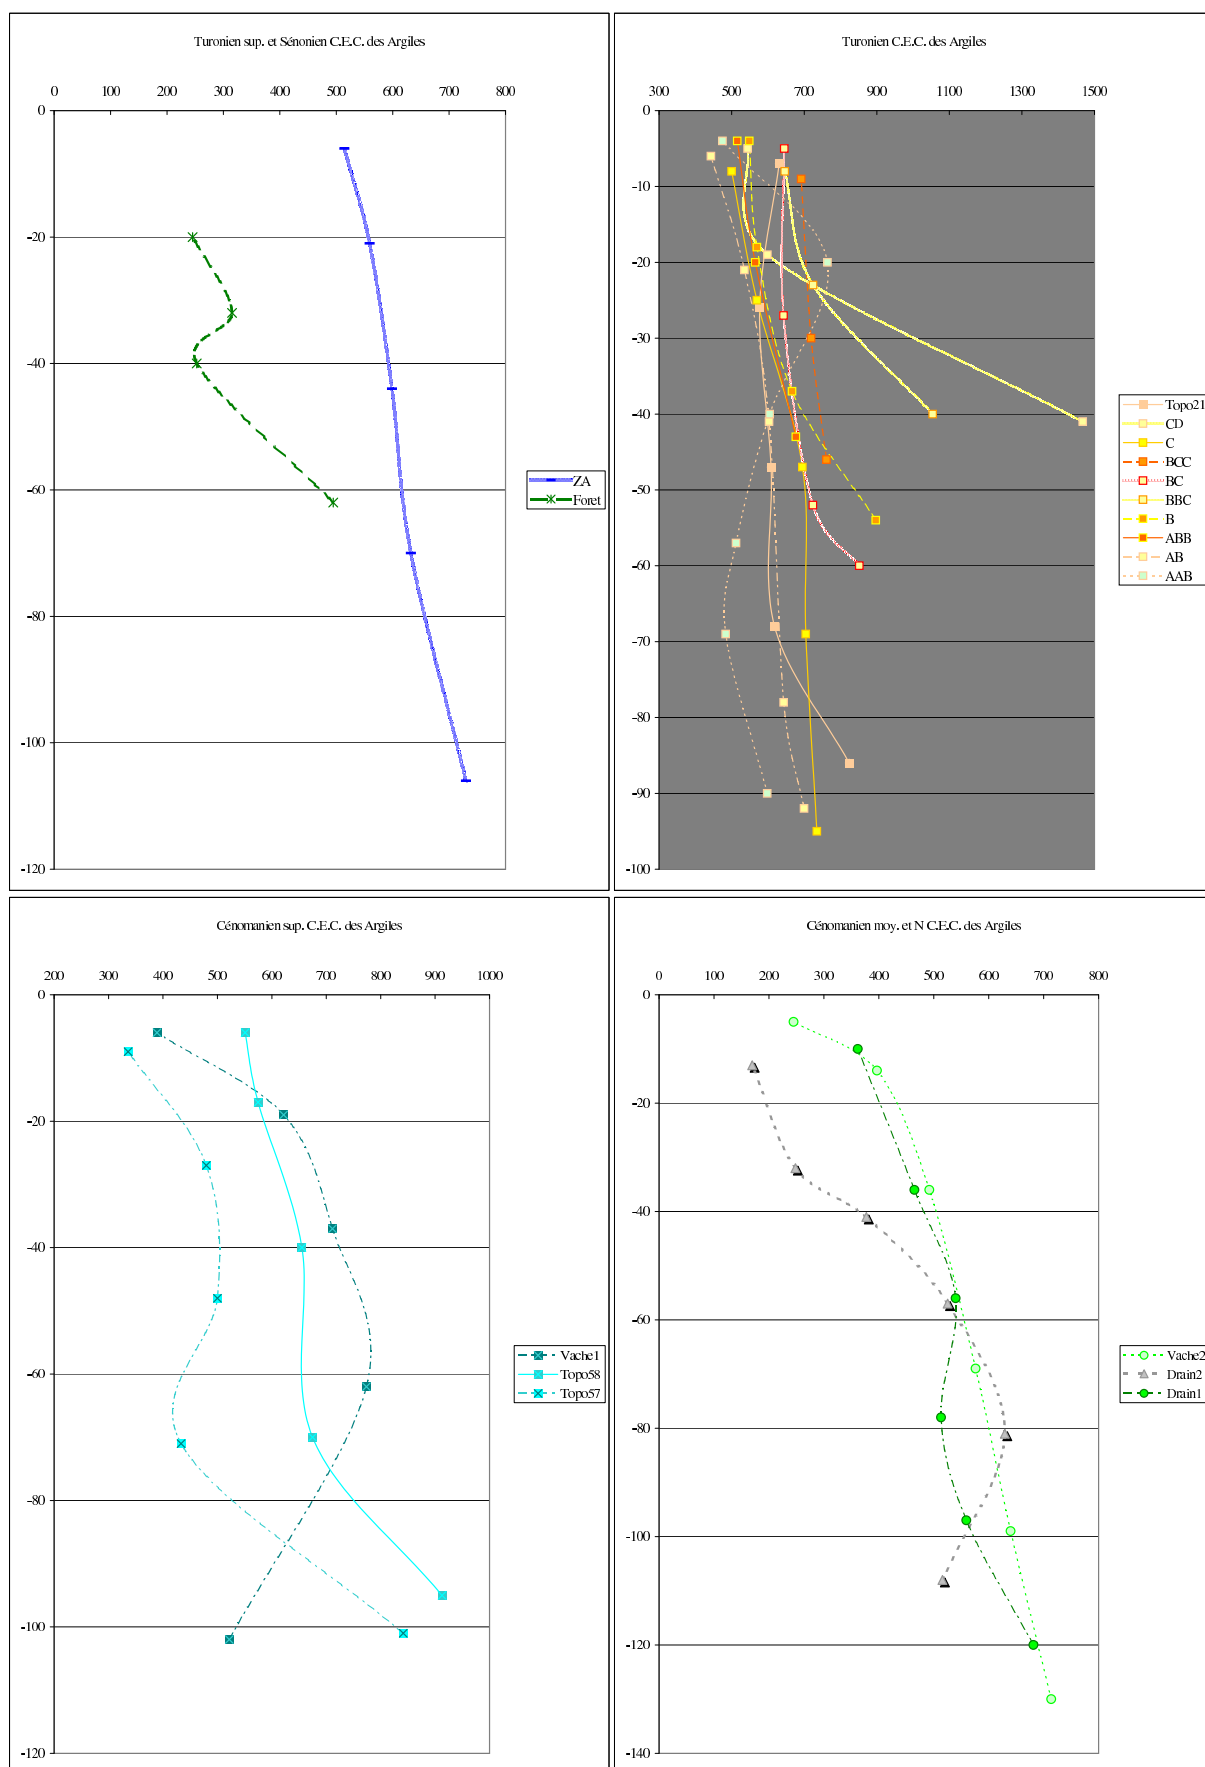 Turonien sup. et Sénonien C.E.C. des Argiles
0 100 200 300 400 500 600 700 800
0
-20
-40
-60
-80
-100
-120
ZA
Foret
Turonien C.E.C. des Argiles
300 500 700 900 1100 1300 1500
0
-10
-20
-30
-40
-50
-60
-70
-80
-90
-100
Topo21
CD
C
BCC
BC
BBC
B
ABB
AB
AAB
Cénomanien sup. C.E.C. des Argiles
200 300 400 500 600 700 800 900 1000
0
-20
-40
-60
-80
-100
-120
Vache1
Topo58
Topo57
Cénomanien moy. et N C.E.C. des Argiles
0 100 200 300 400 500 600 700 800
0
-20
-40
-60
-80
-100
-120
-140
Vache2
Drain2
Drain1